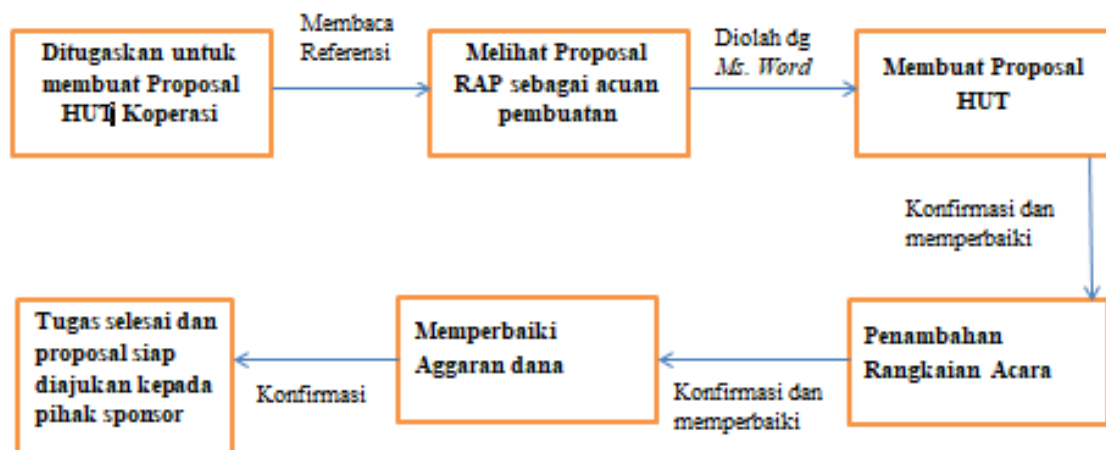 Ditugaskan untuk
membuat Proposal
HUT Koperasi
Membaca
Referensi
Melihat Proposal
RAP sebagai acuan
pembuatan
Diolah dg
Ms. Word
Membuat Proposal
HUT
Konfirmasi dan
memperbaiki
Penambahan
Rangkaian Acara
Konfirmasi dan
memperbaiki
Memperbaiki
Aggaran dana
Konfirmasi
Tugas selesai dan
proposal siap
diajukan kepada
pihak sponsor